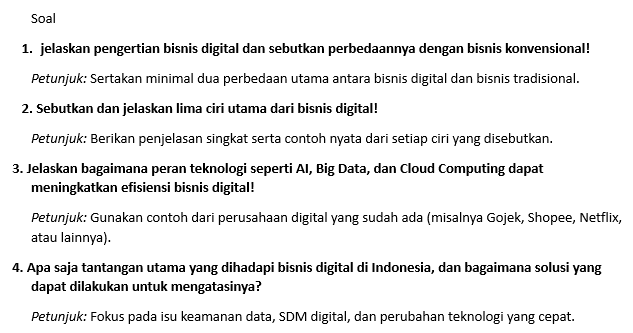 Soal
1. jelaskan pengertian bisnis digital dan sebutkan perbedaannya dengan bisnis konvensional!
Petunjuk: Sertakan minimal dua perbedaan utama antara bisnis digital dan bisnis tradisional.
2. Sebutkan dan jelaskan lima ciri utama dari bisnis digital!
Petunjuk: Berikan penjelasan singkat serta contoh nyata dari setiap ciri yang disebutkan.
3. Jelaskan bagaimana peran teknologi seperti AI, Big Data, dan Cloud Computing dapat
meningkatkan efisiensi bisnis digital!
Petunjuk: Gunakan contoh dari perusahaan digital yang sudah ada (misalnya Gojek, Shopee, Netflix,
atau lainnya).
4. Apa saja tantangan utama yang dihadapi bisnis digital di Indonesia, dan bagaimana solusi yang
dapat dilakukan untuk mengatasinya?
Petunjuk: Fokus pada isu keamanan data, SDM digital, dan perubahan teknologi yang cepat.